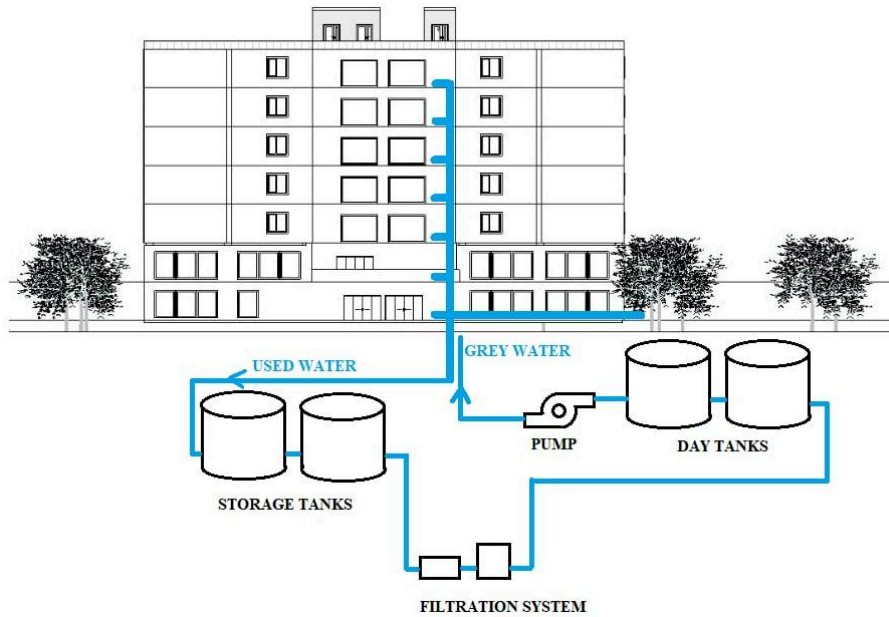 GREY WATER
USED WATER
PUMP
DAY TANKS
STORAGE TANKS
FILTRATION SYSTEM